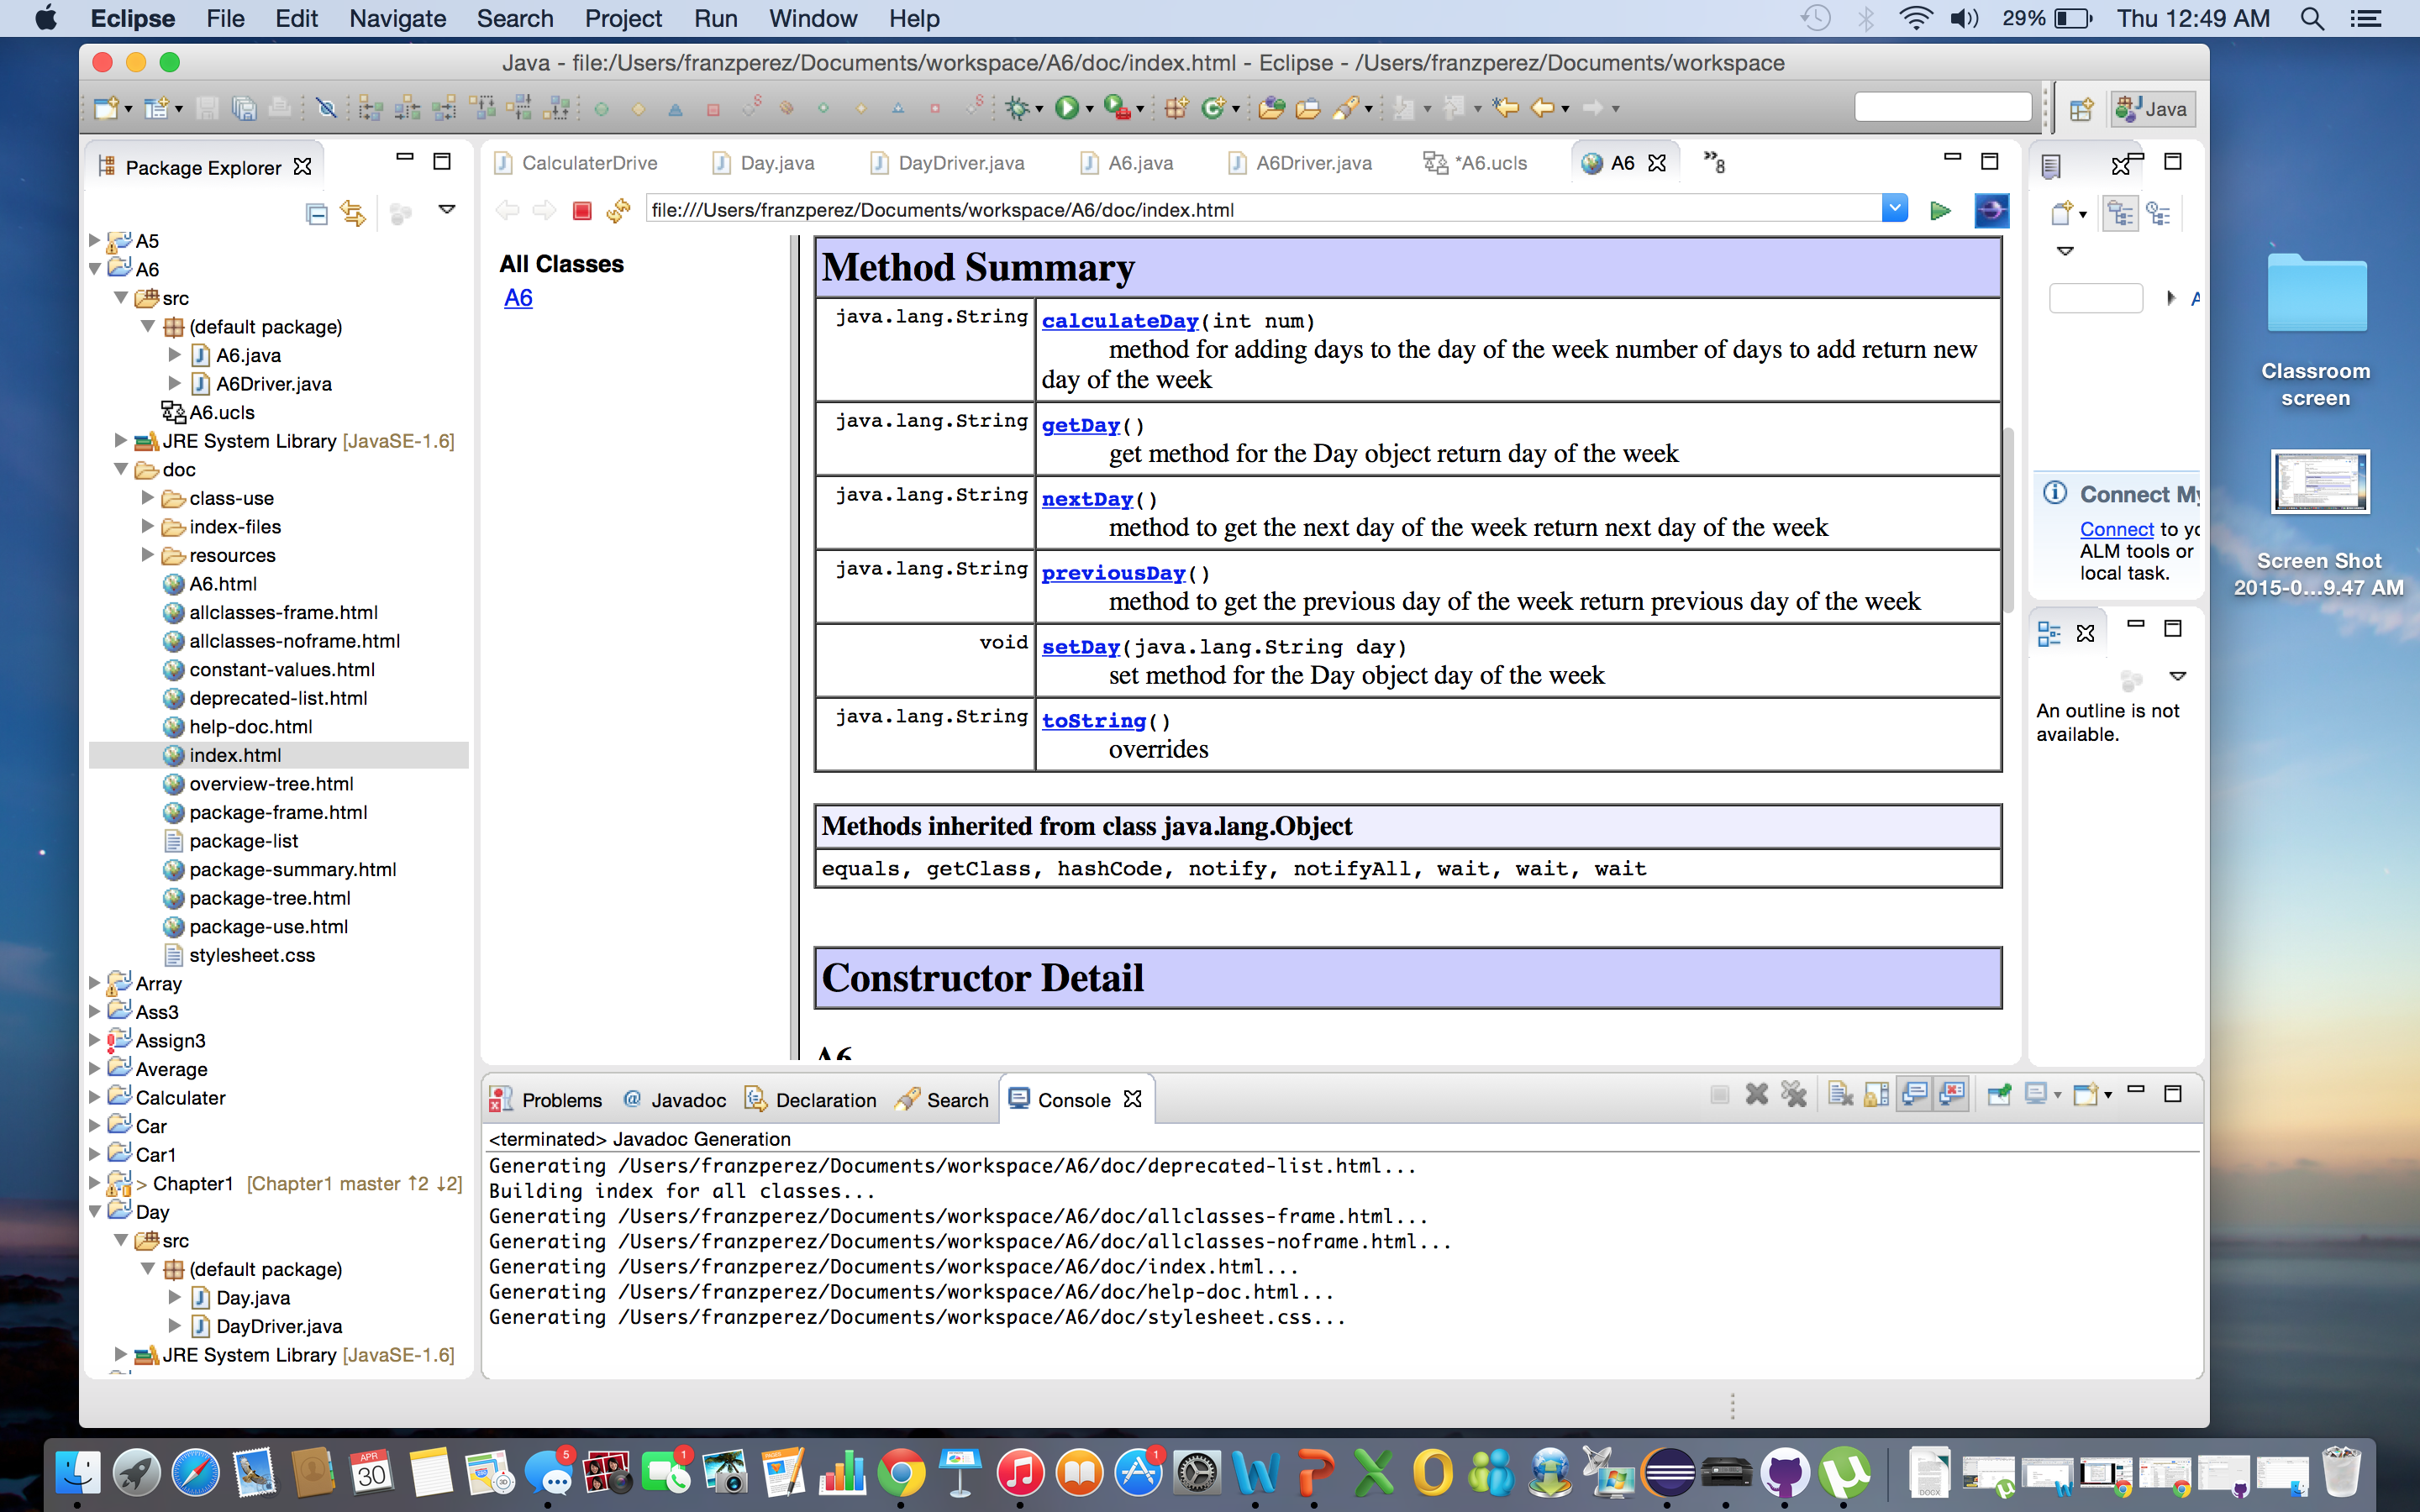 Eclipse File Edit Navigate Search Project Run Window Help 29% Thu 12:49 AM
Java - file:/Users/franzperez/Documents/workspace/A6/doc/index.html - Eclipse - /Users/franzperez/Documents/workspace
Java
Package Explorer
CalculaterDrive Day.java DayDriver.java A6.java A6Driver.java *A6.ucls A6 »8
file:///Users/franzperez/Documents/workspace/A6/doc/index.html
A5
A6
src
(default package)
A6.java
A6Driver.java
A6.ucls
JRE System Library [JavaSE-1.6]
doc
class-use
index-files
resources
A6.html
allclasses-frame.html
allclasses-noframe.html
constant-values.html
deprecated-list.html
help-doc.html
index.html
overview-tree.html
package-frame.html
package-list
package-summary.html
package-tree.html
package-use.html
stylesheet.css
Array
Ass3
Assign3
Average
Calculater
Car
Car1
> Chapter1 [Chapter1 master ↑2 ↓2]
Day
src
(default package)
Day.java
DayDriver.java
JRE System Library [JavaSE-1.6]
All Classes
A6
Method Summary
java.lang.String calculateDay(int num)
method for adding days to the day of the week number of days to add return new
day of the week
java.lang.String getDay()
get method for the Day object return day of the week
java.lang.String nextDay()
method to get the next day of the week return next day of the week
java.lang.String previousDay()
method to get the previous day of the week return previous day of the week
void setDay(java.lang.String day)
set method for the Day object day of the week
java.lang.String toString()
overrides
Methods inherited from class java.lang.Object
equals, getClass, hashCode, notify, notifyAll, wait, wait, wait
Constructor Detail
A6
Connect My
Connect to yo
ALM tools or
local task.
An outline is not
available.
Problems Javadoc Declaration Search Console
<terminated> Javadoc Generation
Generating /Users/franzperez/Documents/workspace/A6/doc/deprecated-list.html...
Building index for all classes...
Generating /Users/franzperez/Documents/workspace/A6/doc/allclasses-frame.html...
Generating /Users/franzperez/Documents/workspace/A6/doc/allclasses-noframe.html...
Generating /Users/franzperez/Documents/workspace/A6/doc/index.html...
Generating /Users/franzperez/Documents/workspace/A6/doc/help-doc.html...
Generating /Users/franzperez/Documents/workspace/A6/doc/stylesheet.css...
Classroom
screen
Screen Shot
2015-0...9.47 AM
APR
30
5
1
1
DOCX